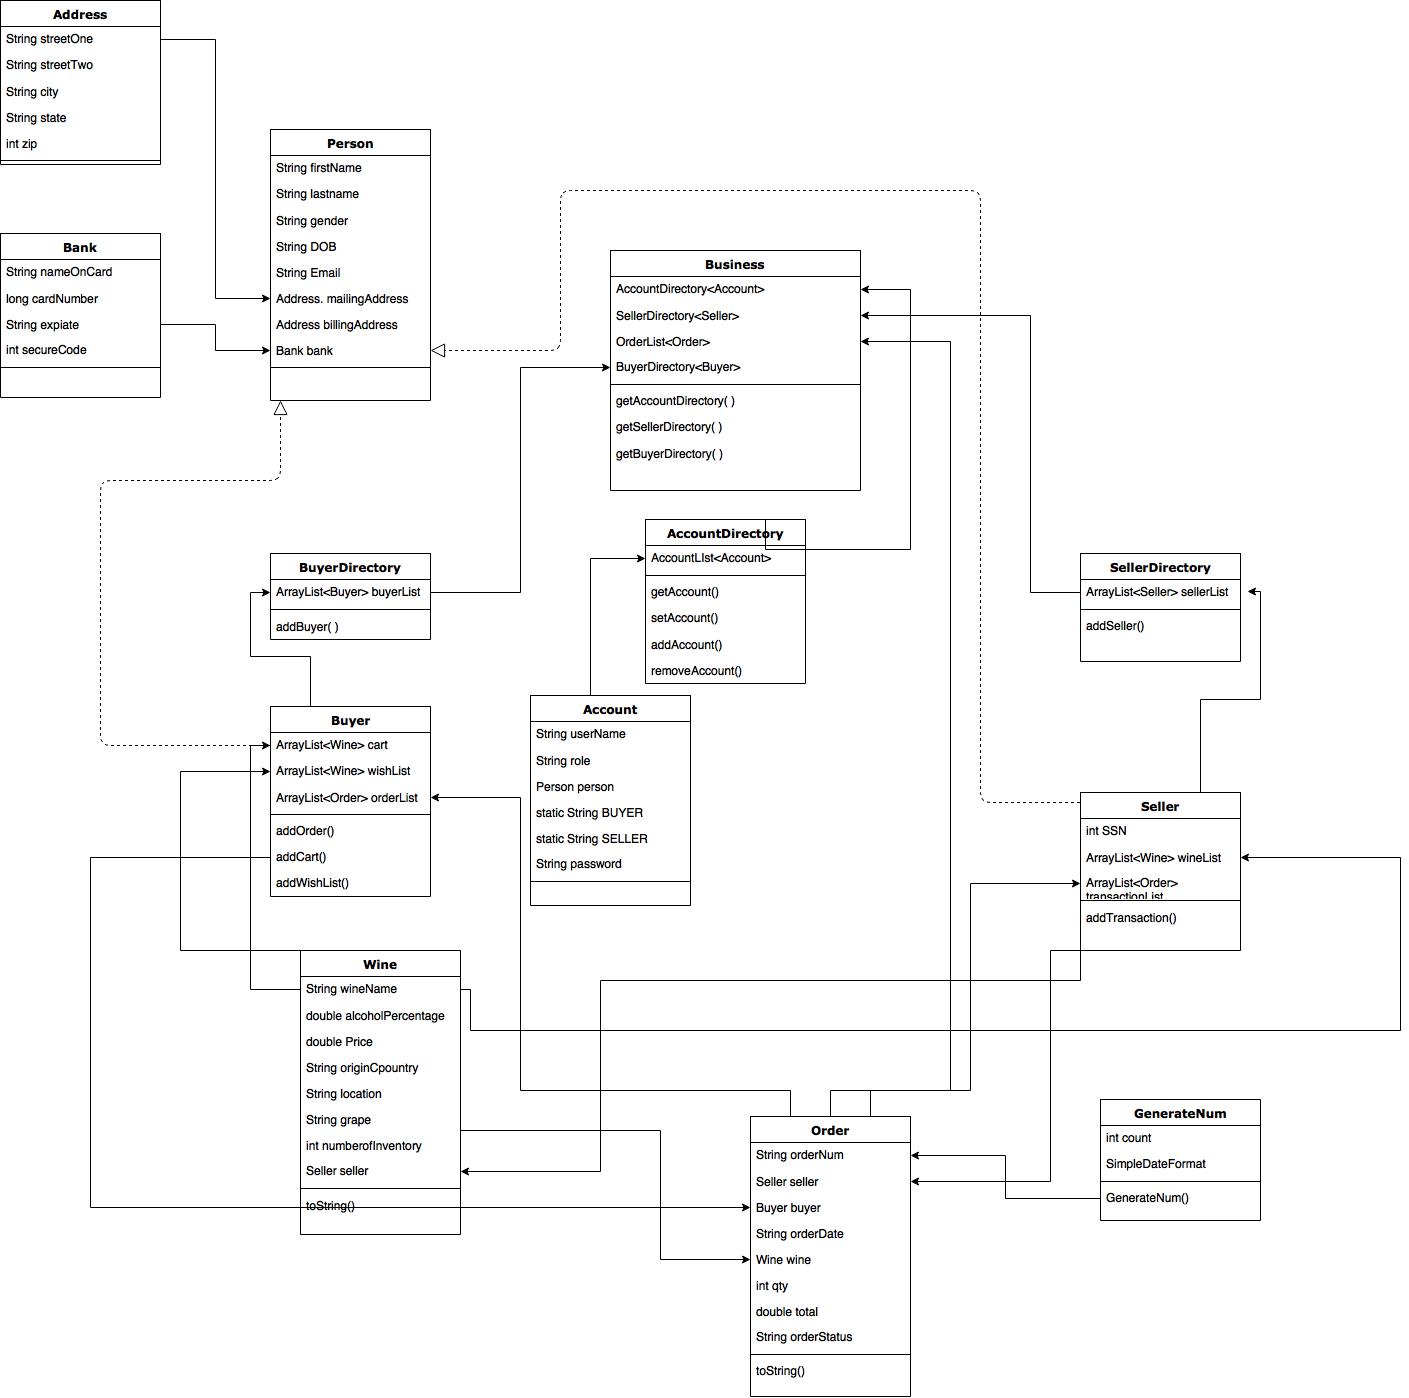 Address
String streetOne
String streetTwo
String city
String state
int zip
Person
String firstName
String lastname
String gender
String DOB
String Email
Address. mailingAddress
Address billingAddress
Bank bank
Bank
String nameOnCard
long cardNumber
String expiate
int secureCode
Business
AccountDirectory<Account>
SellerDirectory<Seller>
OrderList<Order>
BuyerDirectory<Buyer>
getAccountDirectory( )
getSellerDirectory( )
getBuyerDirectory( )
AccountDirectory
AccountLIst<Account>
getAccount()
setAccount()
addAccount()
removeAccount()
BuyerDirectory
ArrayList<Buyer> buyerList
addBuyer( )
SellerDirectory
ArrayList<Seller> sellerList
addSeller()
Buyer
ArrayList<Wine> cart
ArrayList<Wine> wishList
ArrayList<Order> orderList
addOrder()
addCart()
addWishList()
Account
String userName
String role
Person person
static String BUYER
static String SELLER
String password
Seller
int SSN
ArrayList<Wine> wineList
ArrayList<Order>
transactionList
addTransaction()
Wine
String wineName
double alcoholPercentage
double Price
String originCpountry
String location
String grape
int numberofInventory
Seller seller
toString()
Order
String orderNum
Seller seller
Buyer buyer
String orderDate
Wine wine
int qty
double total
String orderStatus
toString()
GenerateNum
int count
SimpleDateFormat
GenerateNum()